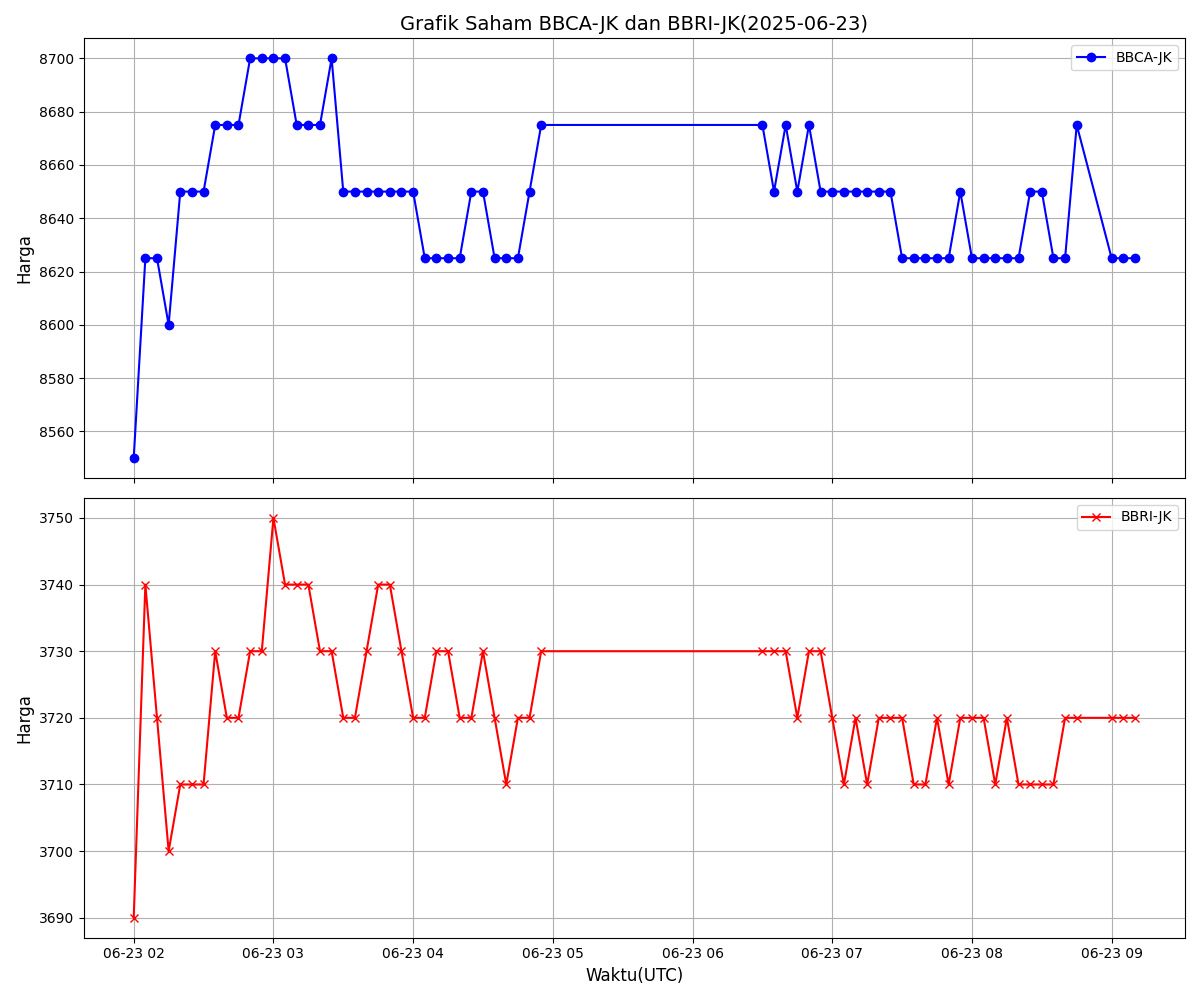 Grafik Saham BBCA-JK dan BBRI-JK(2025-06-23)
BBCA-JK
8700
8680
8660
8640
8620
8600
8580
8560
Harga
BBRI-JK
3750
3740
3730
3720
3710
3700
3690
Harga
06-23 02 06-23 03 06-23 04 06-23 05 06-23 06 06-23 07 06-23 08 06-23 09
Waktu(UTC)